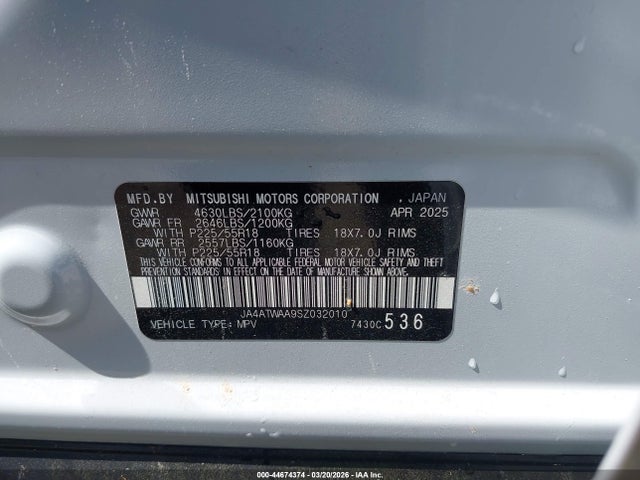 MFD.BY MITSUBISHI MOTORS CORPORATION . JAPAN
GVWR 4630LBS/2100KG APR 2025
GAWR FR 2646LBS/1200KG
WITH P225/55R18 TIRES 18X7.0J RIMS
GAWR RR 2557LBS/1160KG
WITH P225/55R18 TIRES 18X7.0J RIMS
THIS VEHICLE CONFORMS TO ALL APPLICABLE FEDERAL MOTOR VEHICLE SAFETY AND THEFT
PREVENTION STANDARDS IN EFFECT ON THE DATE OF MANUFACTURE SHOWN ABOVE.
JA4ATWAA9SZ032010
VEHICLE TYPE: MPV 7430C 536
000-44674374 | 03/20/2026 - IAA Inc.